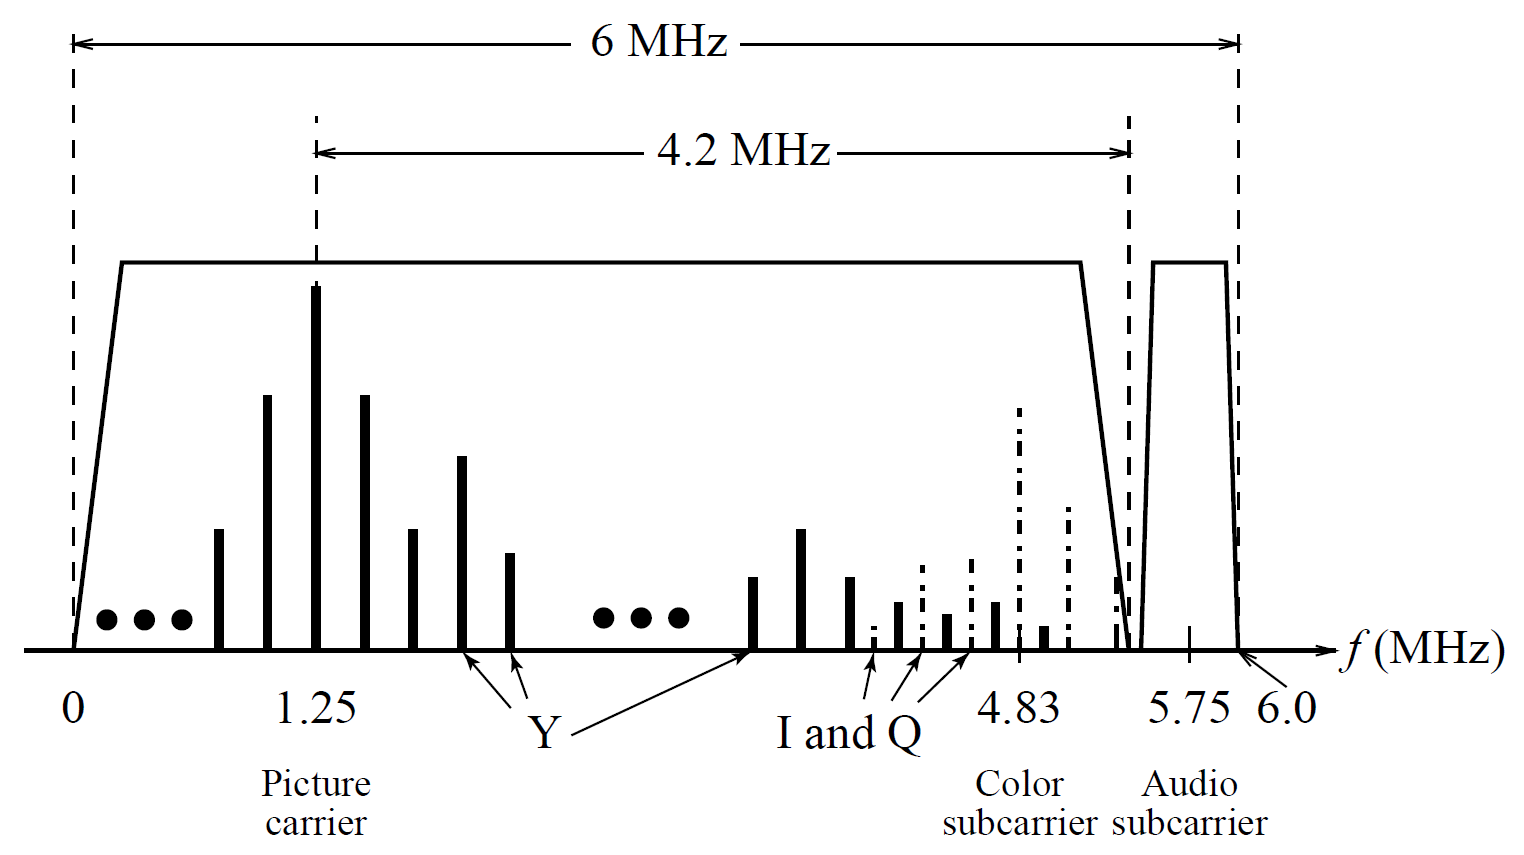 6 MHz
4.2 MHz
f (MHz)
0
1.25
Y
I and Q
4.83
5.75
6.0
Picture
carrier
Color
subcarrier
Audio
subcarrier